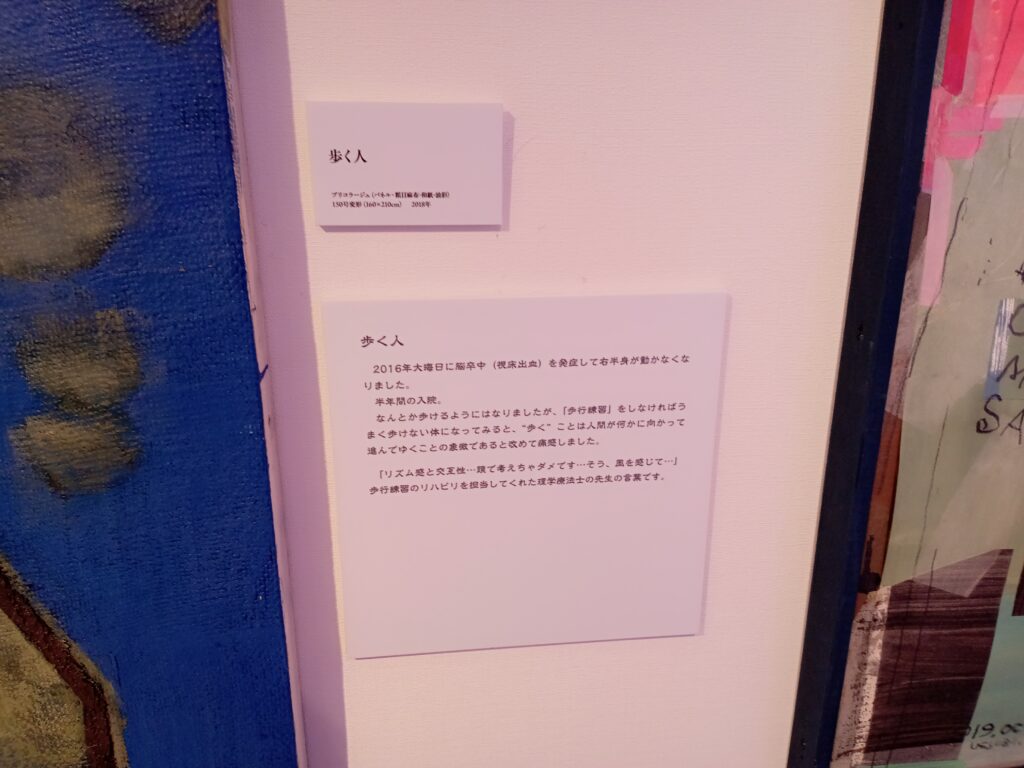 歩く人
ブリコラージュ（パネル・粗目麻布・和紙・油彩）
150号変形（160×210cm） 2018年
歩く人
2016年大晦日に脳卒中（視床出血）を発症して右半身が動かなくな
りました。
半年間の入院。
なんとか歩けるようにはなりましたが、「歩行練習」をしなければう
まく歩けない体になってみると、“歩く”ことは人間が何かに向かって
進んでゆくことの象徴であると改めて痛感しました。
「リズム感と交互性…頭で考えちゃダメです…そう、風を感じて…」
歩行練習のリハビリを担当してくれた理学療法士の先生の言葉です。
SA